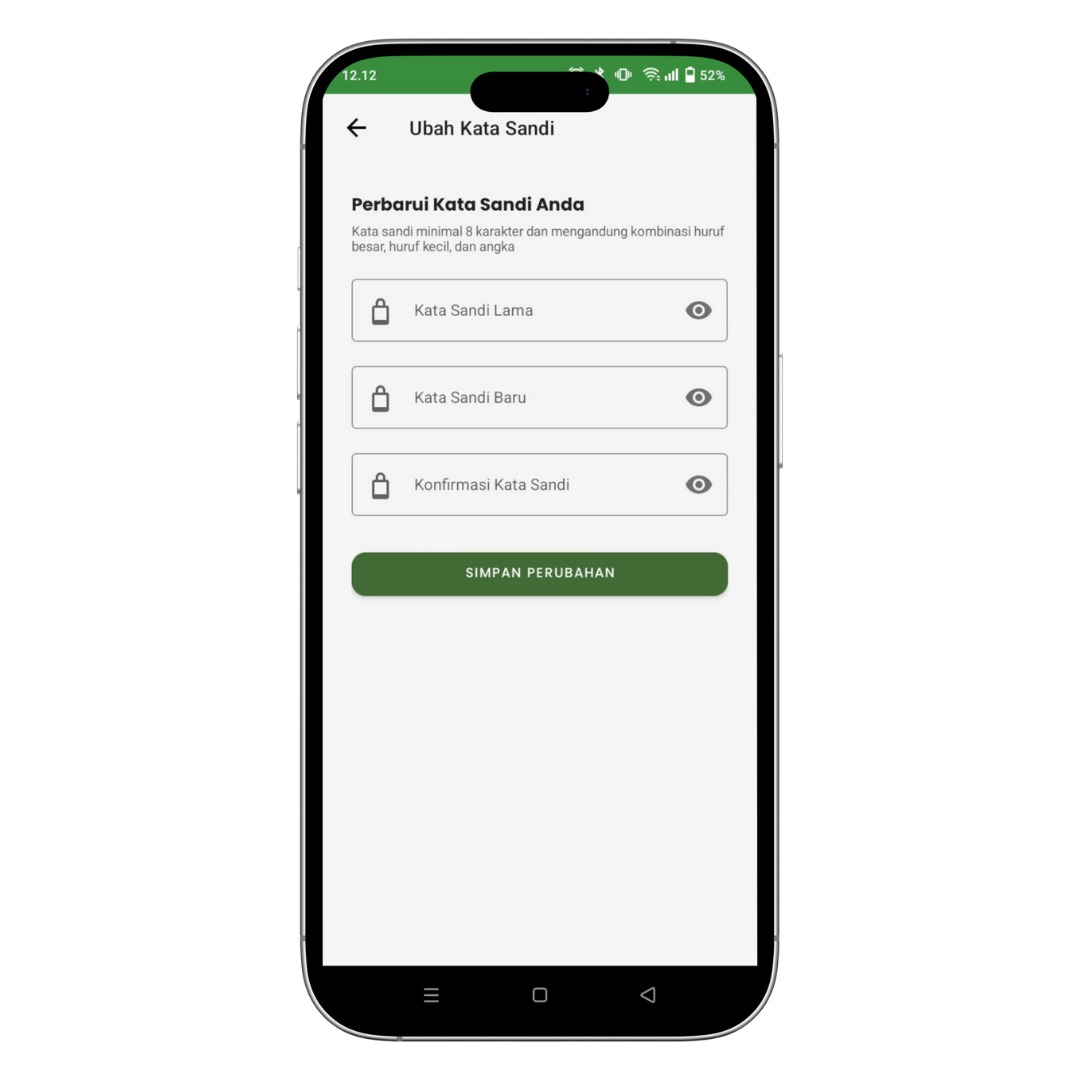 12.12
52%
Ubah Kata Sandi
Perbarui Kata Sandi Anda
Kata sandi minimal 8 karakter dan mengandung kombinasi huruf
besar, huruf kecil, dan angka
Kata Sandi Lama
Kata Sandi Baru
Konfirmasi Kata Sandi
SIMPAN PERUBAHAN